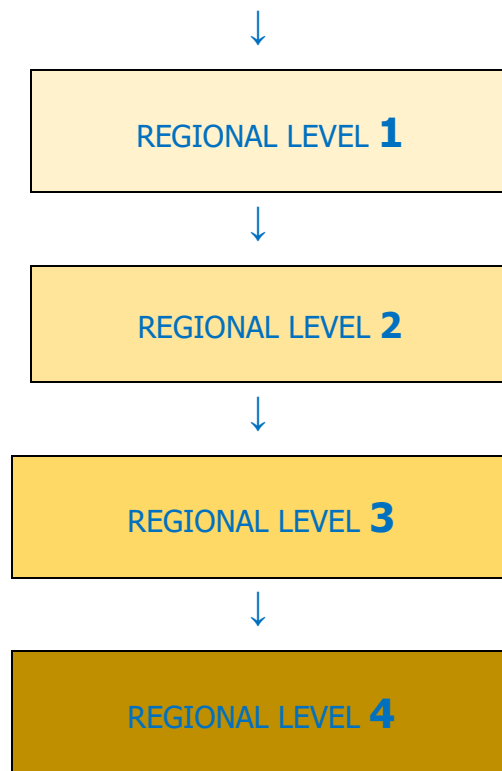 ↓
REGIONAL LEVEL 1
↓
REGIONAL LEVEL 2
↓
REGIONAL LEVEL 3
↓
REGIONAL LEVEL 4